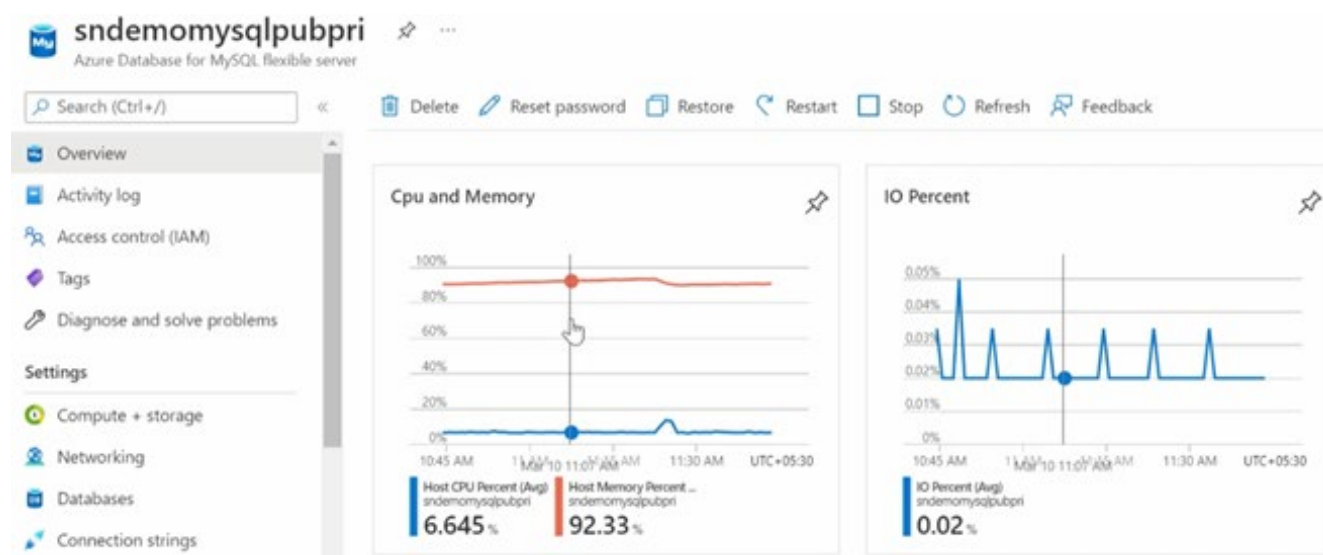 sndemomysqlpubpri ...
Azure Database for MySQL flexible server
Search (Ctrl+/) «
Delete Reset password Restore Restart Stop Refresh Feedback
Overview
Activity log
Access control (IAM)
Tags
Diagnose and solve problems
Settings
Compute + storage
Networking
Databases
Connection strings
Cpu and Memory
100%
80%
60%
40%
20%
0%
10:45 AM Mar 10 11:07 AM AM 11:30 AM UTC+05:30
Host CPU Percent (Avg)
sndemomysqlpubpri
6.645 %
Host Memory Percent ...
sndemomysqlpubpri
92.33 %
IO Percent
0.05%
0.04%
0.03%
0.02%
0.01%
0%
10:45 AM Mar 10 11:07 AM AM 11:30 AM UTC+05:30
IO Percent (Avg)
sndemomysqlpubpri
0.02 %